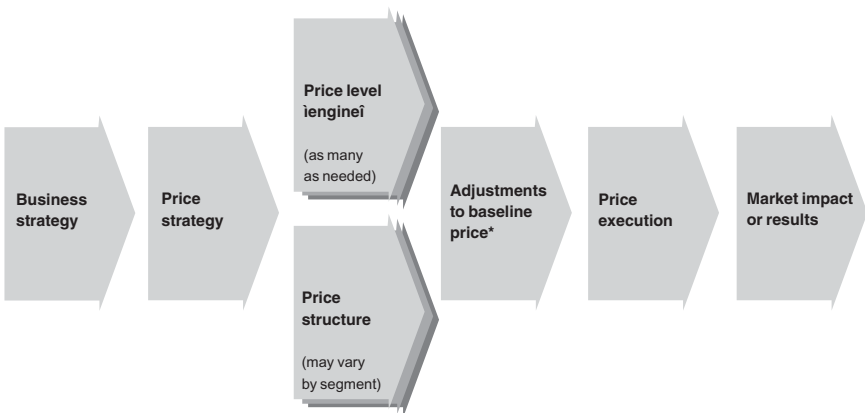 Business
strategy
Price
strategy
Price level
ìengineî
(as many
as needed)
Price
structure
(may vary
by segment)
Adjustments
to baseline
price*
Price
execution
Market impact
or results